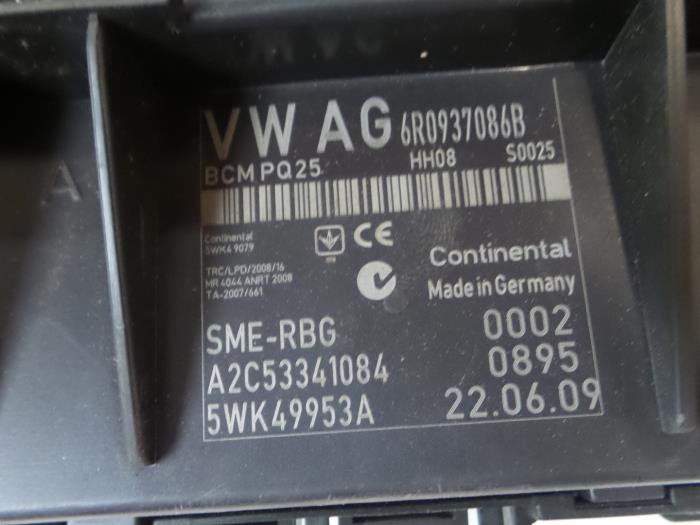 VW AG 6R0937086B
BCM PQ25 HH08 S0025
Continental
5WK4 9079
CE
TRC/LPD/2008/16
MR 4044 ANRT 2008
TA-2007/661
Continental
Made in Germany
SME-RBG 0002
A2C53341084 0895
5WK49953A 22.06.09
A